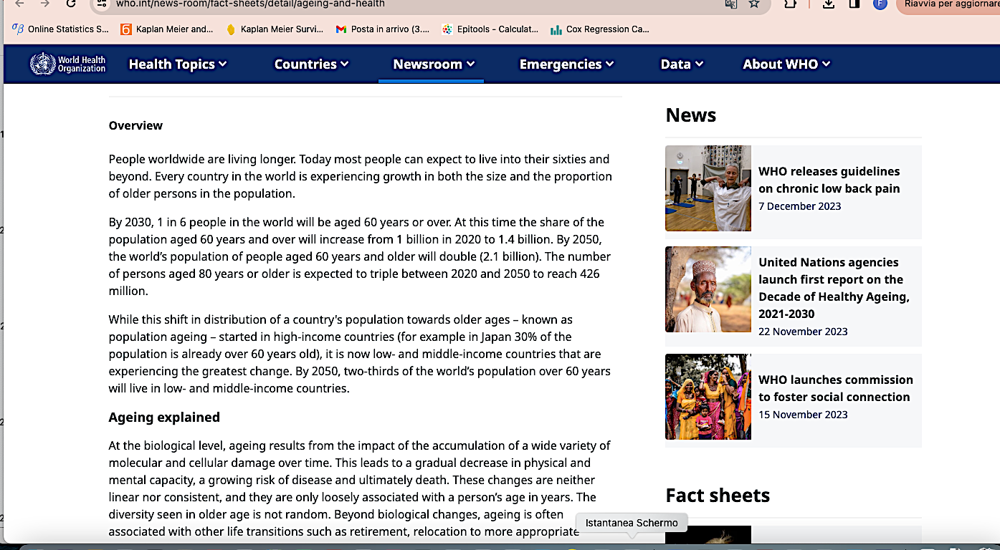 who.int/news-room/fact-sheets/detail/ageing-and-health
F
Riavvia per aggiornare
σβ Online Statistics S...
6 Kaplan Meier and...
Kaplan Meier Survi...
Posta in arrivo (3....
Epitools - Calculat...
Cox Regression Ca...
World Health
Organization
Health Topics
Countries
Newsroom
Emergencies
Data
About WHO
Overview
People worldwide are living longer. Today most people can expect to live into their sixties and
beyond. Every country in the world is experiencing growth in both the size and the proportion
of older persons in the population.
By 2030, 1 in 6 people in the world will be aged 60 years or over. At this time the share of the
population aged 60 years and over will increase from 1 billion in 2020 to 1.4 billion. By 2050,
the world’s population of people aged 60 years and older will double (2.1 billion). The number
of persons aged 80 years or older is expected to triple between 2020 and 2050 to reach 426
million.
While this shift in distribution of a country's population towards older ages – known as
population ageing – started in high-income countries (for example in Japan 30% of the
population is already over 60 years old), it is now low- and middle-income countries that are
experiencing the greatest change. By 2050, two-thirds of the world’s population over 60 years
will live in low- and middle-income countries.
Ageing explained
At the biological level, ageing results from the impact of the accumulation of a wide variety of
molecular and cellular damage over time. This leads to a gradual decrease in physical and
mental capacity, a growing risk of disease and ultimately death. These changes are neither
linear nor consistent, and they are only loosely associated with a person’s age in years. The
diversity seen in older age is not random. Beyond biological changes, ageing is often
associated with other life transitions such as retirement, relocation to more appropriate
News
WHO releases guidelines
on chronic low back pain
7 December 2023
United Nations agencies
launch first report on the
Decade of Healthy Ageing,
2021-2030
22 November 2023
WHO launches commission
to foster social connection
15 November 2023
Fact sheets
Istantanea Schermo